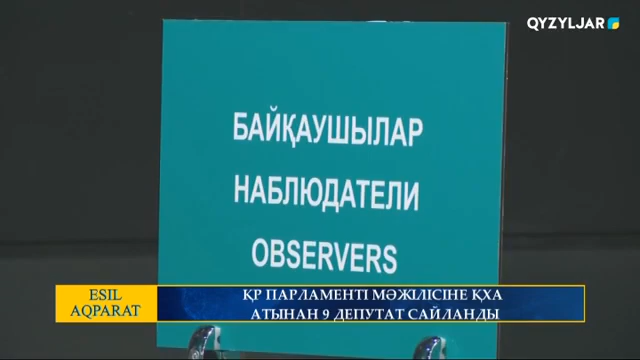 QYZYLJAR
БАЙҚАУШЫЛАР
НАБЛЮДАТЕЛИ
OBSERVERS
ESIL
AQPARAT
ҚР ПАРЛАМЕНТІ МӘЖІЛІСІНЕ ҚХА
АТЫНАН 9 ДЕПУТАТ САЙЛАНДЫ